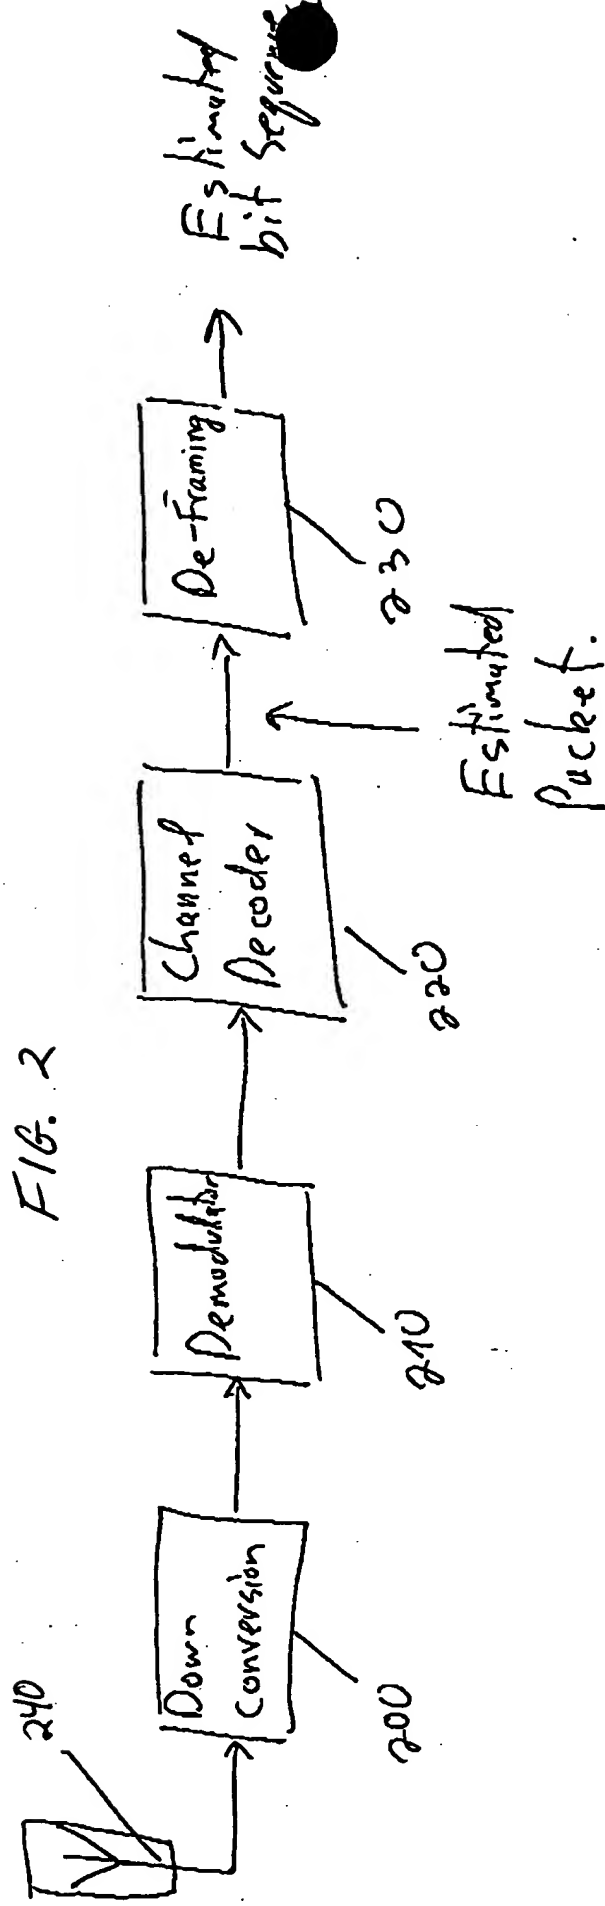 FIG. 2
240
Down
Conversion
200
Demodulator
210
Channel
Decoder
220
Estimated
Packet.
De-Framing
230
Estimated
bit sequence